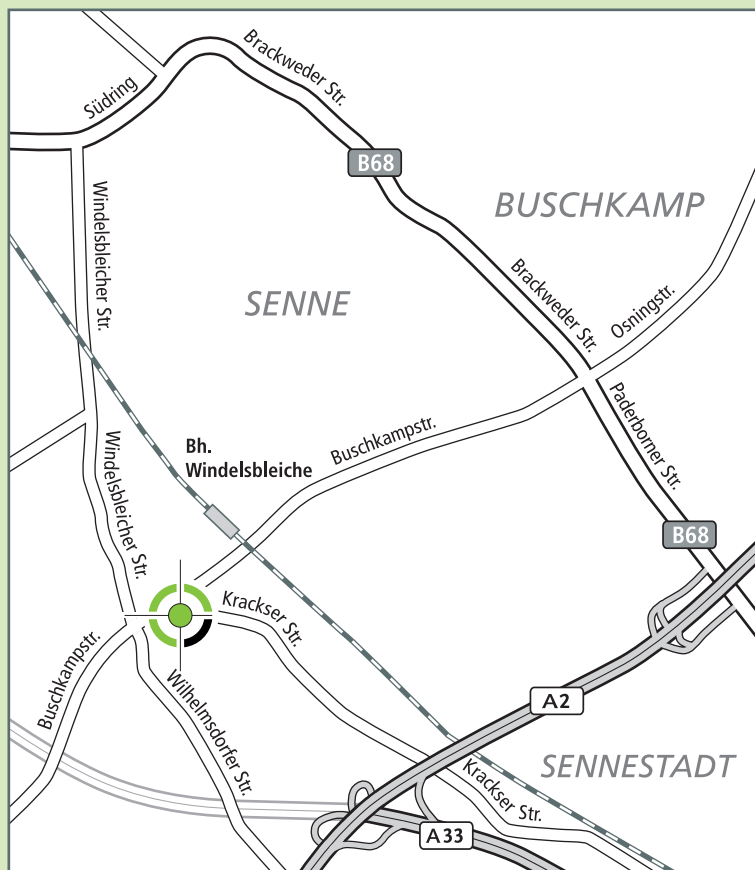 Brackweder Str.
Südring
B68
BUSCHKAMP
Windelsbleicher Str.
SENNE
Brackweder Str.
Osningstr.
Paderborner Str.
Buschkampstr.
Bh.
Windelsbleiche
Windelsbleicher Str.
B68
Krackser Str.
Buschkampstr.
Wilhelmsdorfer Str.
A2
SENNESTADT
Krackser Str.
A33